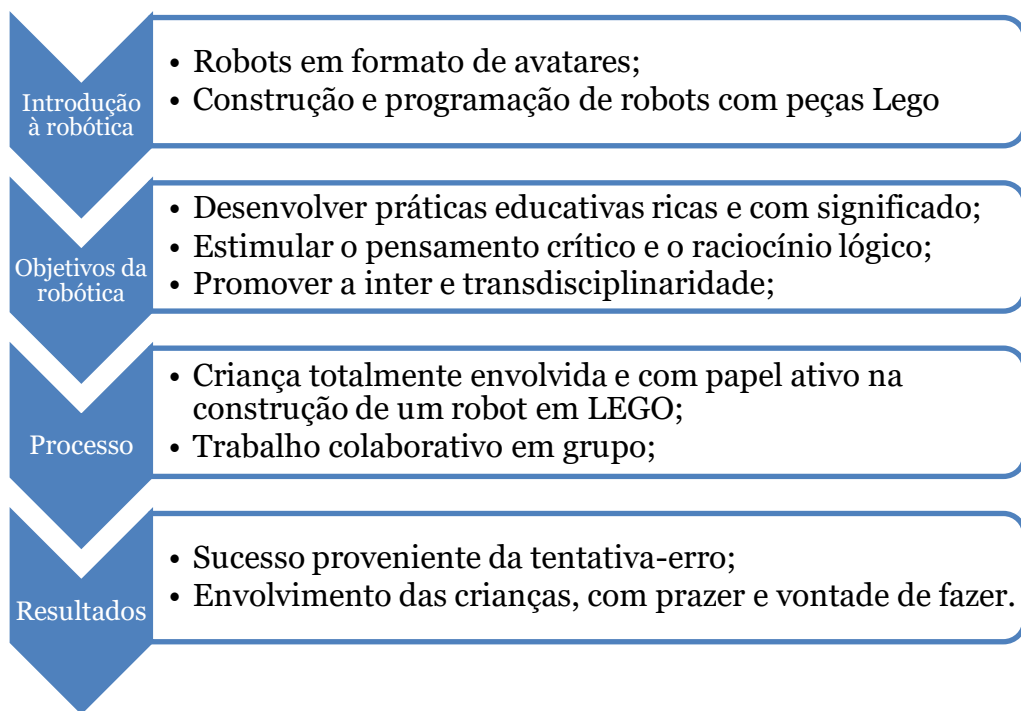 Introdução
à robótica
• Robots em formato de avatares;
• Construção e programação de robots com peças Lego
Objetivos da
robótica
• Desenvolver práticas educativas ricas e com significado;
• Estimular o pensamento crítico e o raciocínio lógico;
• Promover a inter e transdisciplinaridade;
Processo
• Criança totalmente envolvida e com papel ativo na
construção de um robot em LEGO;
• Trabalho colaborativo em grupo;
Resultados
• Sucesso proveniente da tentativa-erro;
• Envolvimento das crianças, com prazer e vontade de fazer.